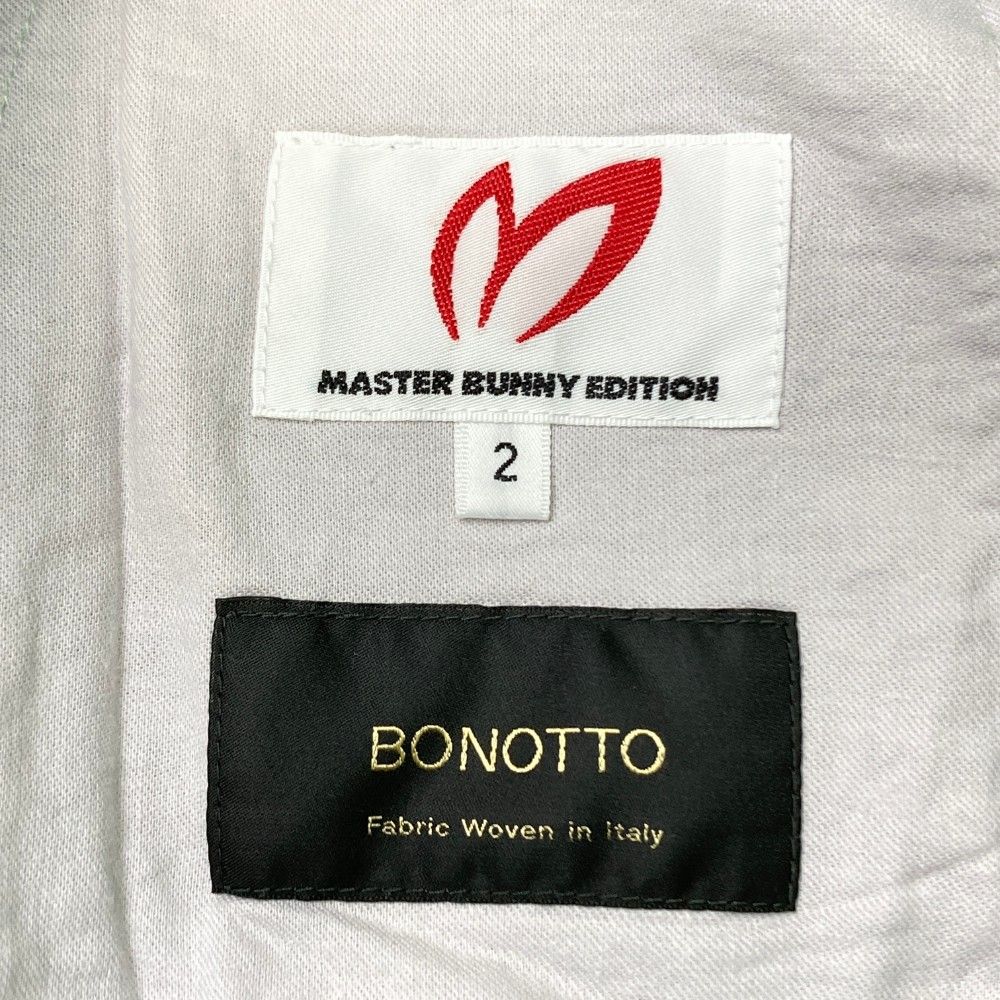 MASTER BUNNY EDITION
2
BONOTTO
Fabric Woven in Italy